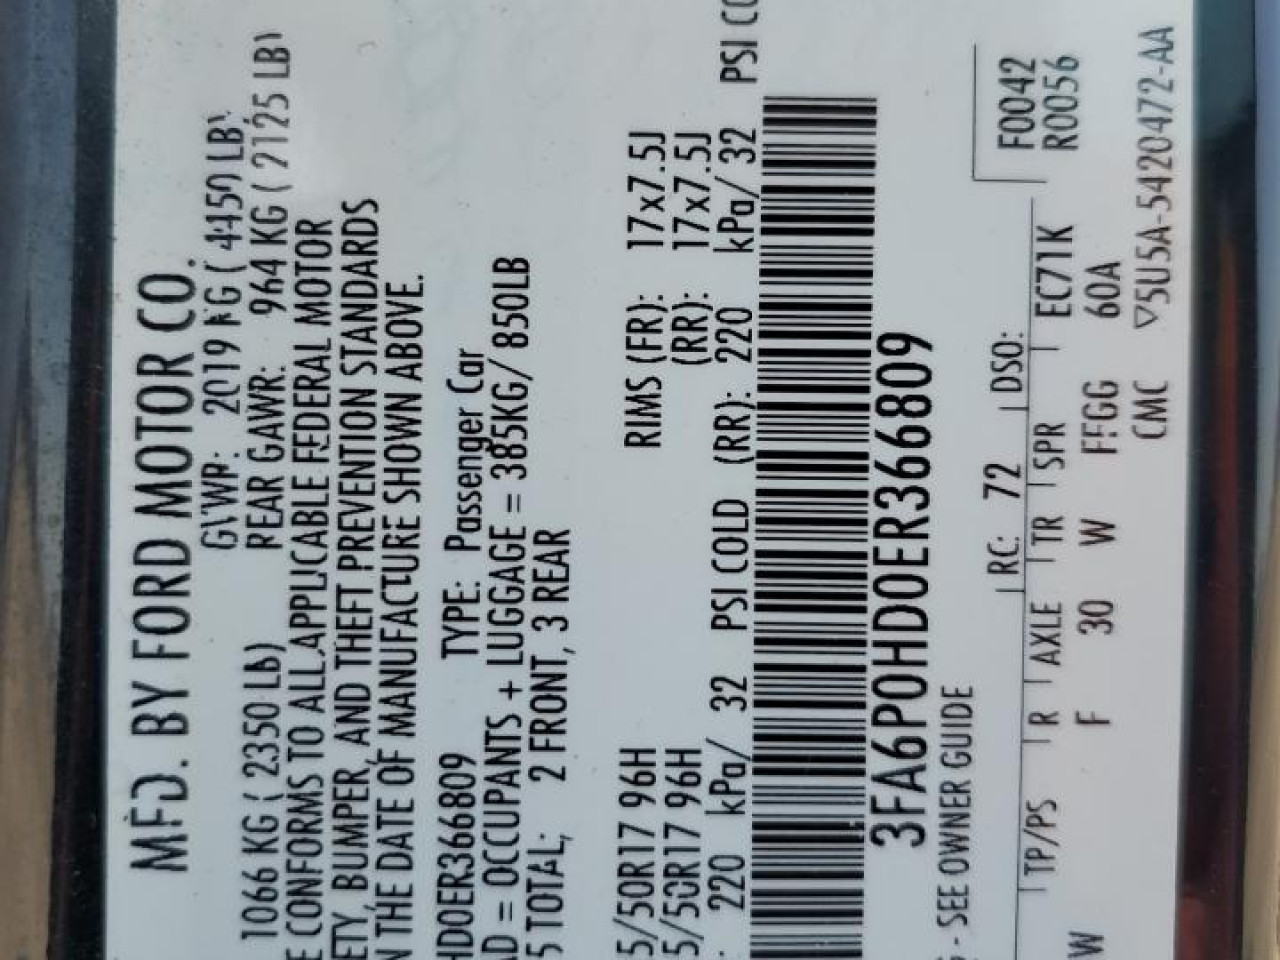 MFD. BY FORD MOTOR CO.
GVWR: 2019 KG ( 4450 LB)
1066 KG ( 2350 LB) REAR GAWR: 964 KG ( 2125 LB)
E CONFORMS TO ALL APPLICABLE FEDERAL MOTOR
ETY, BUMPER, AND THEFT PREVENTION STANDARDS
N THE DATE OF MANUFACTURE SHOWN ABOVE.
HD0ER366809 TYPE: Passenger Car
AD = OCCUPANTS + LUGGAGE = 385KG/ 850LB
5 TOTAL; 2 FRONT, 3 REAR
5/50R17 96H RIMS (FR): 17x7.5J
5/50R17 96H (RR): 17x7.5J
: 220 kPa/ 32 PSI COLD (RR): 220 kPa/ 32 PSI CO
3FA6P0HD0ER366809
G - SEE OWNER GUIDE
RC: 72 DSO: F0042
R0056
TP/PS R AXLE TR SPR EC71K
W F 30 W FFGG 60A
CMC ▽5U5A-5420472-AA